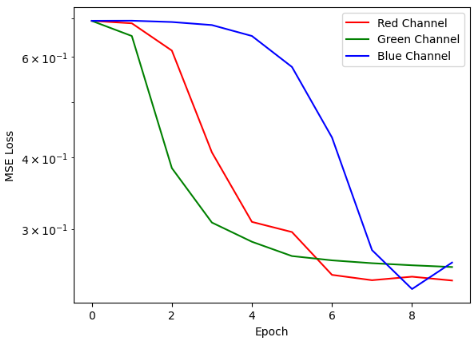 6 × 10⁻¹
4 × 10⁻¹
3 × 10⁻¹
MSE Loss
Red Channel
Green Channel
Blue Channel
0 2 4 6 8
Epoch